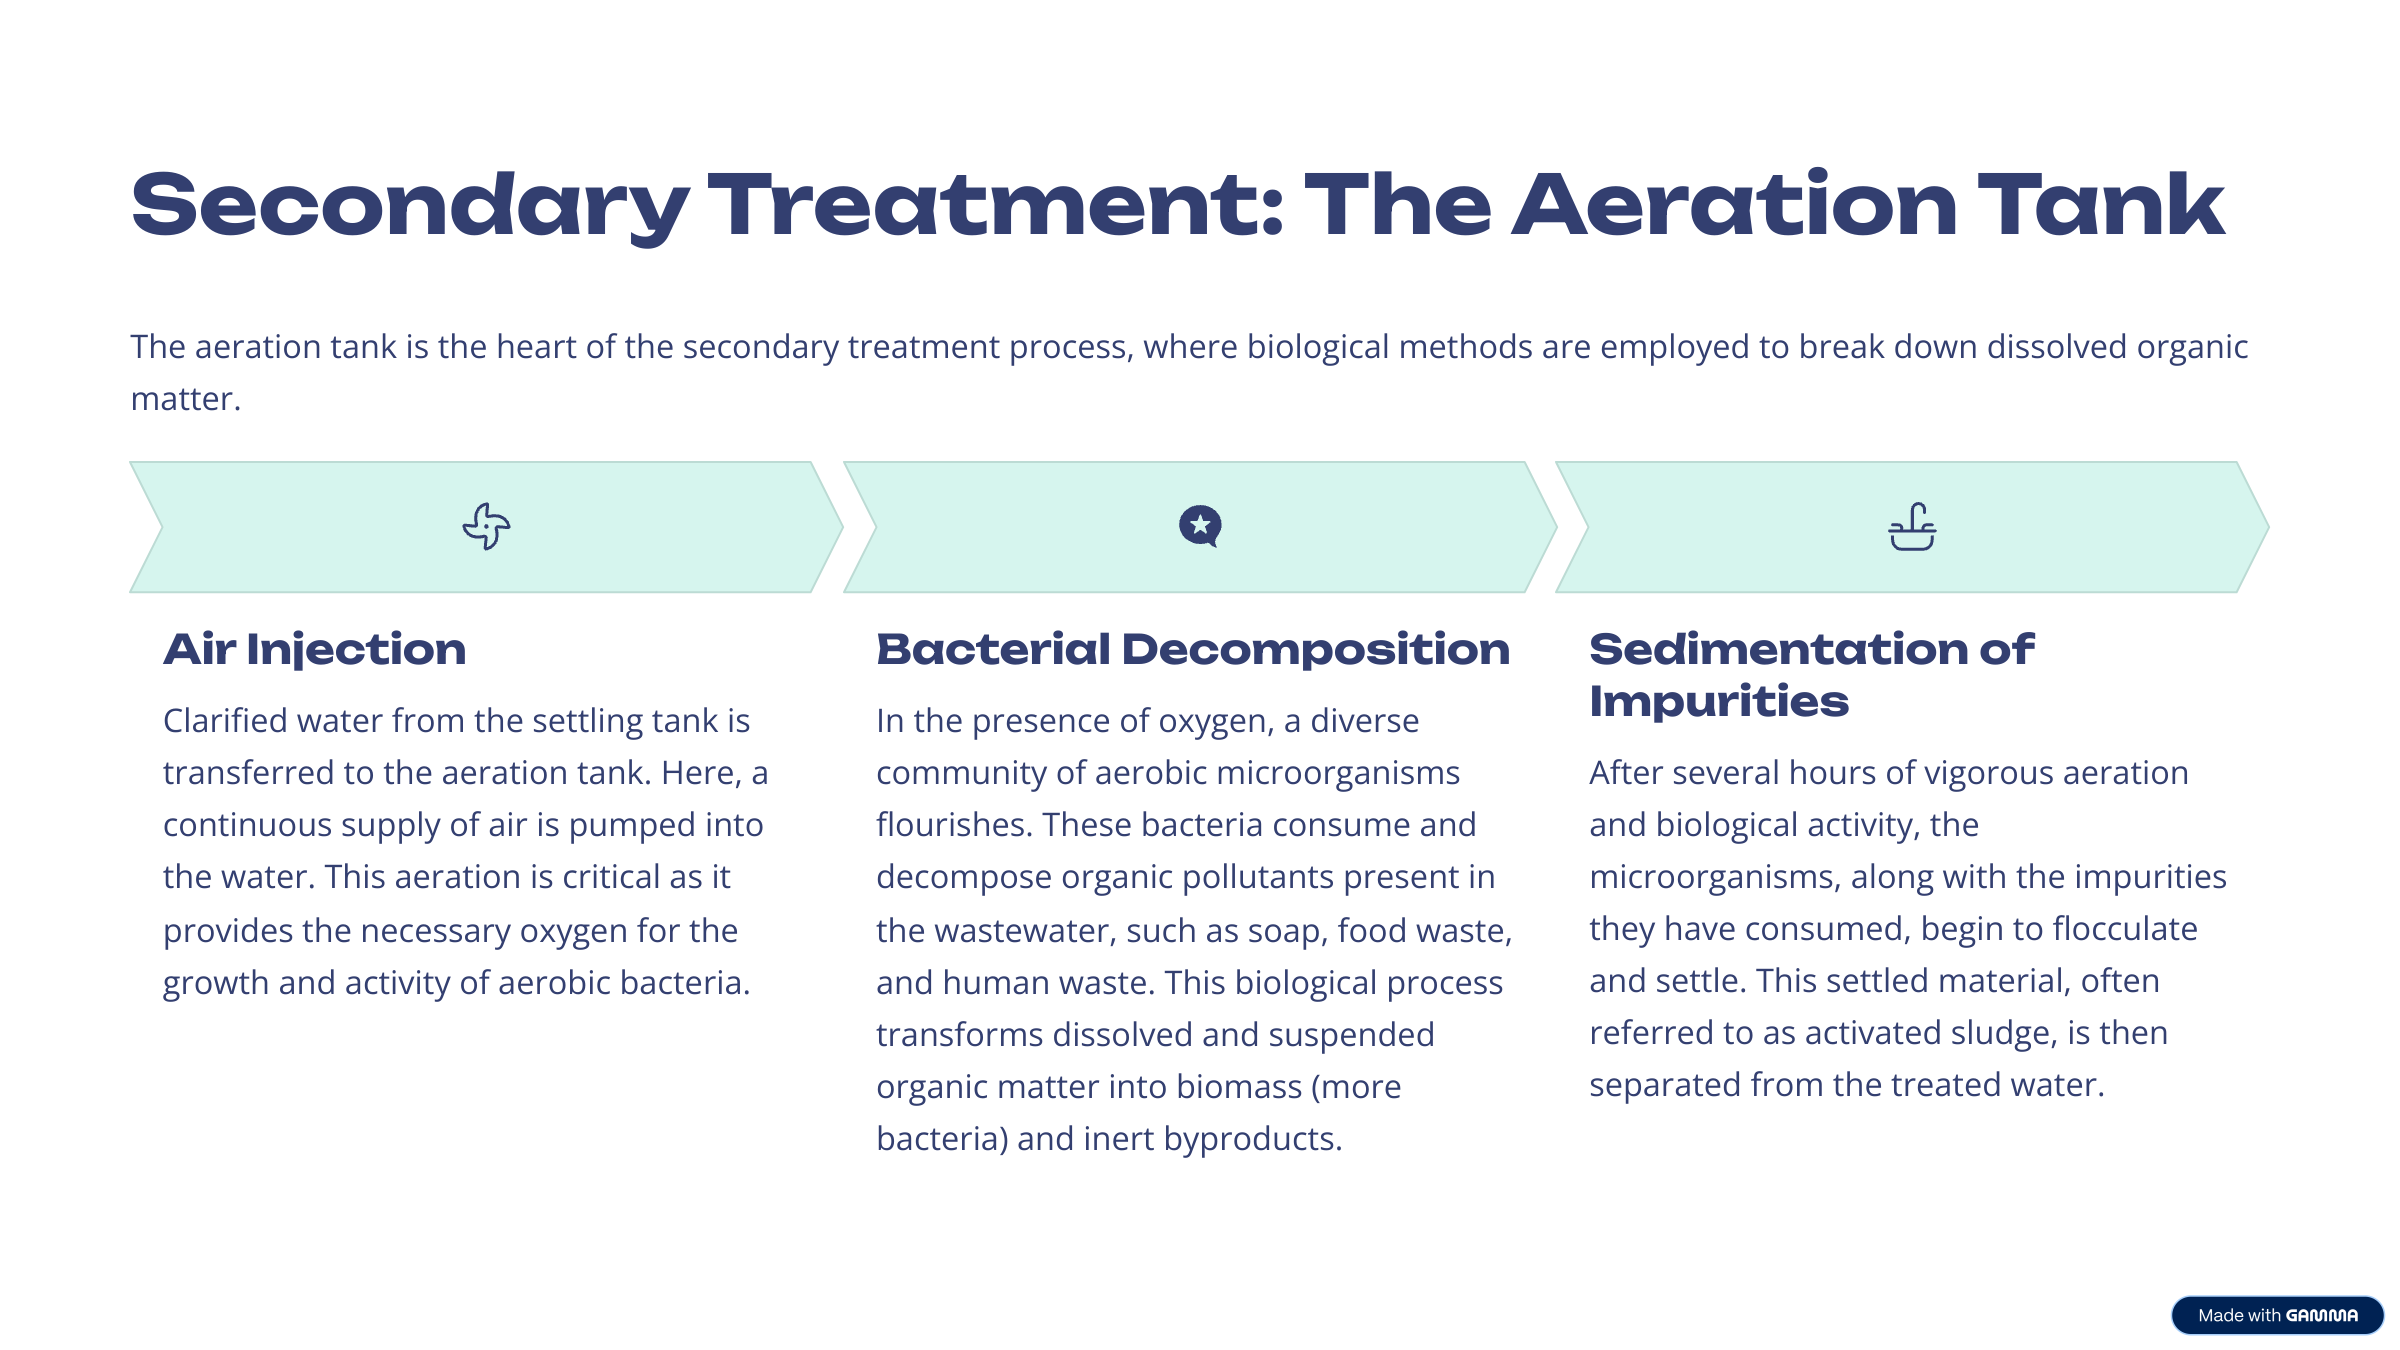 Secondary Treatment: The Aeration Tank
The aeration tank is the heart of the secondary treatment process, where biological methods are employed to break down dissolved organic
matter.
Air Injection
Clarified water from the settling tank is
transferred to the aeration tank. Here, a
continuous supply of air is pumped into
the water. This aeration is critical as it
provides the necessary oxygen for the
growth and activity of aerobic bacteria.
Bacterial Decomposition
In the presence of oxygen, a diverse
community of aerobic microorganisms
flourishes. These bacteria consume and
decompose organic pollutants present in
the wastewater, such as soap, food waste,
and human waste. This biological process
transforms dissolved and suspended
organic matter into biomass (more
bacteria) and inert byproducts.
Sedimentation of
Impurities
After several hours of vigorous aeration
and biological activity, the
microorganisms, along with the impurities
they have consumed, begin to flocculate
and settle. This settled material, often
referred to as activated sludge, is then
separated from the treated water.
Made with GAMMA